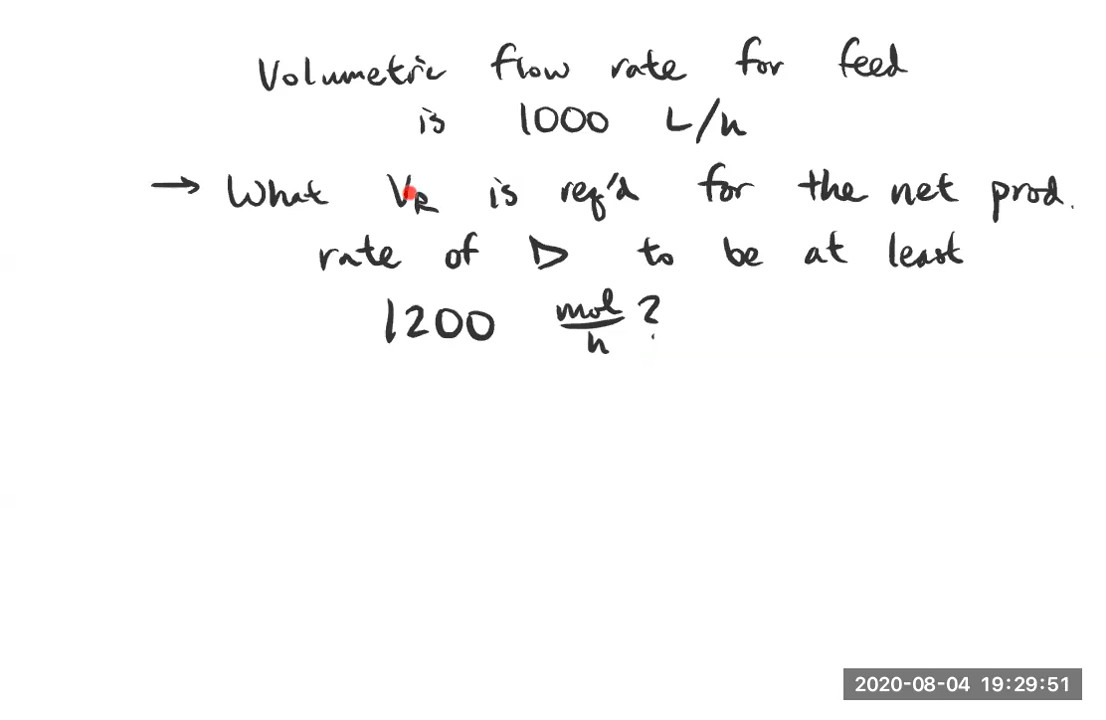 Volumetric flow rate for feed
is 1000 L/h
→ What VR is req'd for the net prod.
rate of D to be at least
1200 mol/h?
2020-08-04 19:29:51